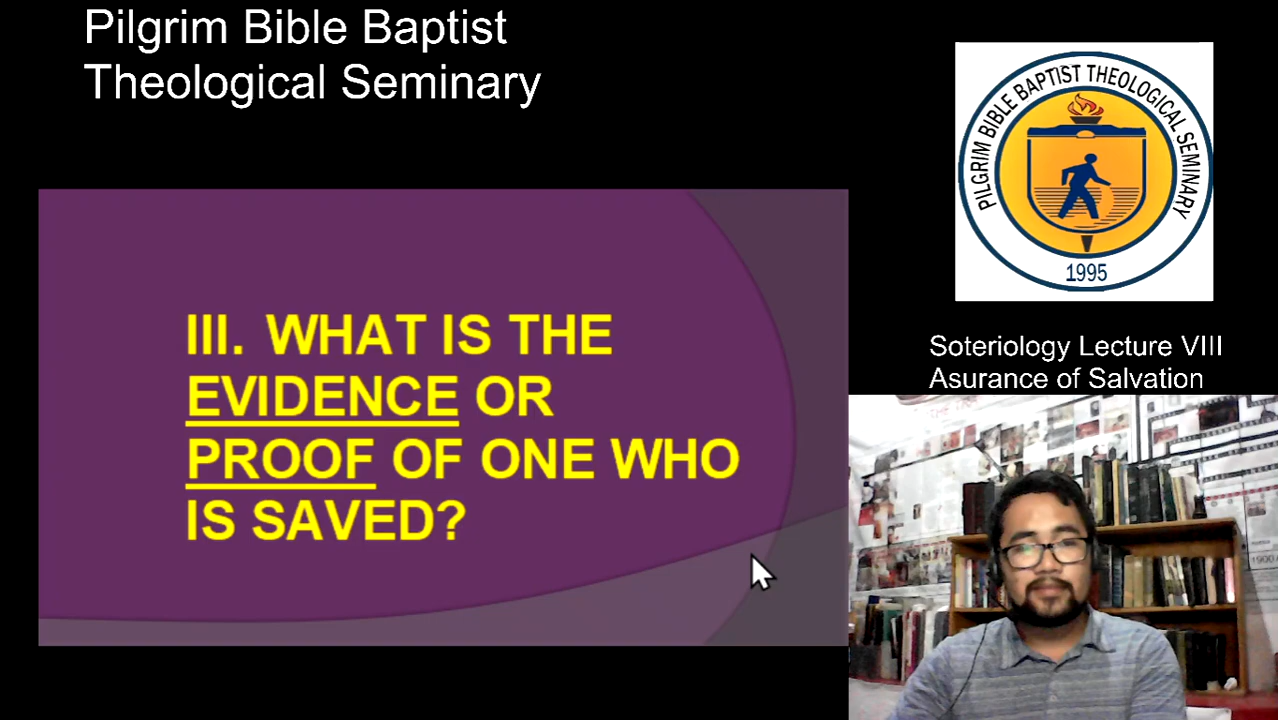 Pilgrim Bible Baptist
Theological Seminary
PILGRIM BIBLE BAPTIST THEOLOGICAL SEMINARY
1995
III. WHAT IS THE
EVIDENCE OR
PROOF OF ONE WHO
IS SAVED?
Soteriology Lecture VIII
Asurance of Salvation